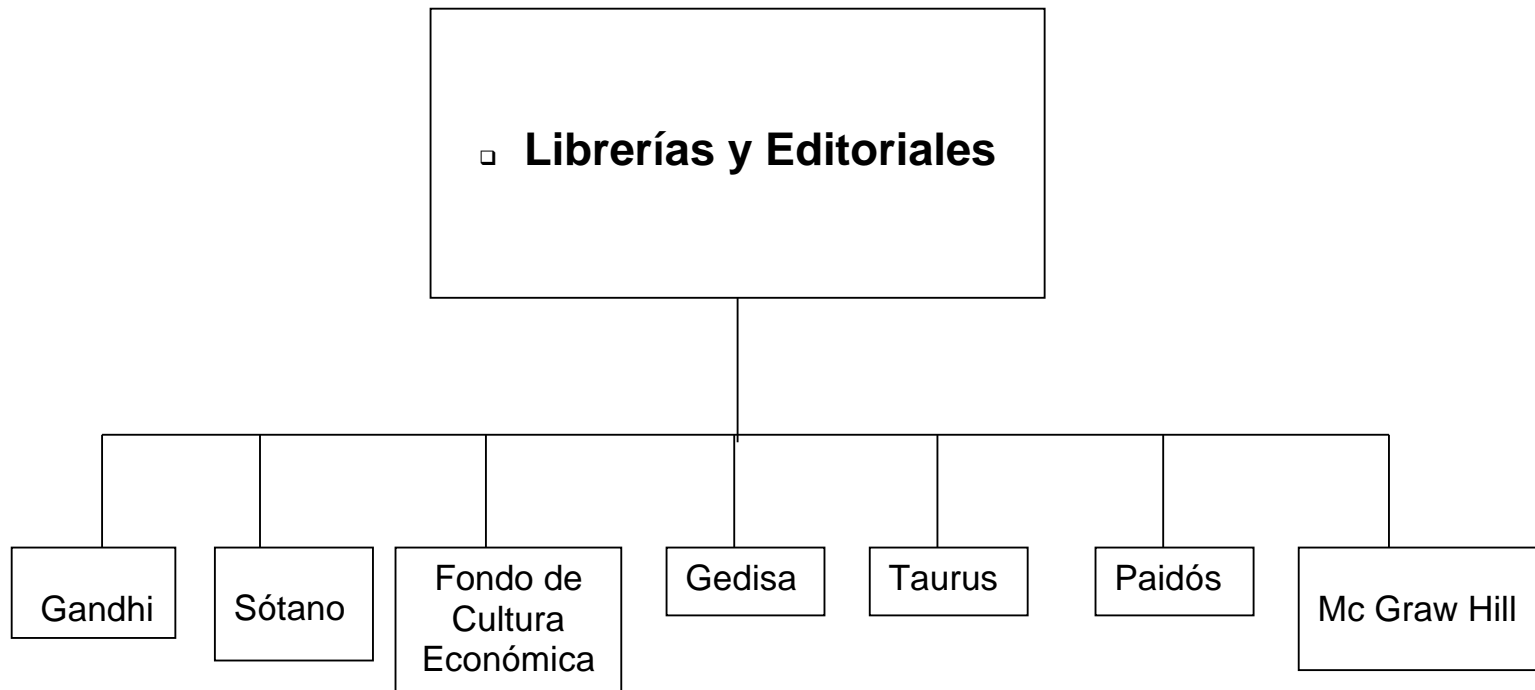 ❑ Librerías y Editoriales
Gandhi
Sótano
Fondo de
Cultura
Económica
Gedisa
Taurus
Paidós
Mc Graw Hill